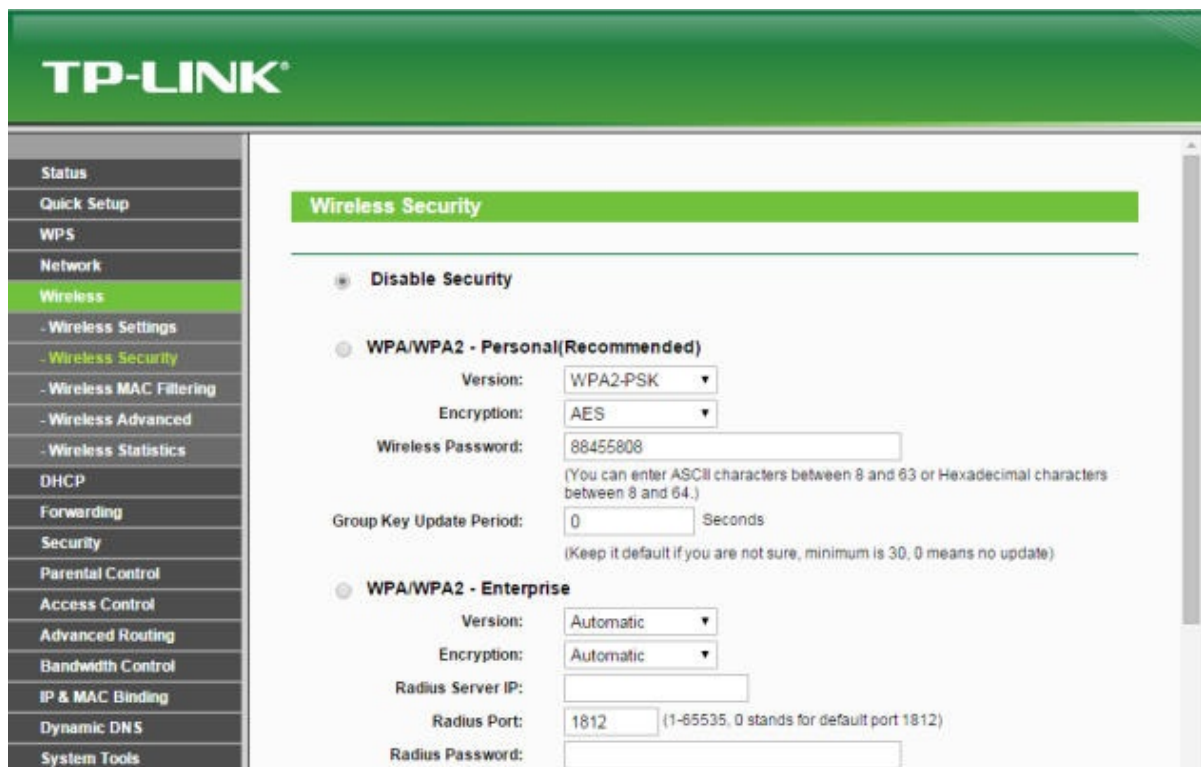 TP-LINK®
Status
Quick Setup
WPS
Network
Wireless
- Wireless Settings
- Wireless Security
- Wireless MAC Filtering
- Wireless Advanced
- Wireless Statistics
DHCP
Forwarding
Security
Parental Control
Access Control
Advanced Routing
Bandwidth Control
IP & MAC Binding
Dynamic DNS
System Tools
Wireless Security
Disable Security
WPA/WPA2 - Personal(Recommended)
Version: WPA2-PSK
Encryption: AES
Wireless Password: 88455808
(You can enter ASCII characters between 8 and 63 or Hexadecimal characters
between 8 and 64.)
Group Key Update Period: 0 Seconds
(Keep it default if you are not sure, minimum is 30, 0 means no update)
WPA/WPA2 - Enterprise
Version: Automatic
Encryption: Automatic
Radius Server IP:
Radius Port: 1812 (1-65535, 0 stands for default port 1812)
Radius Password: